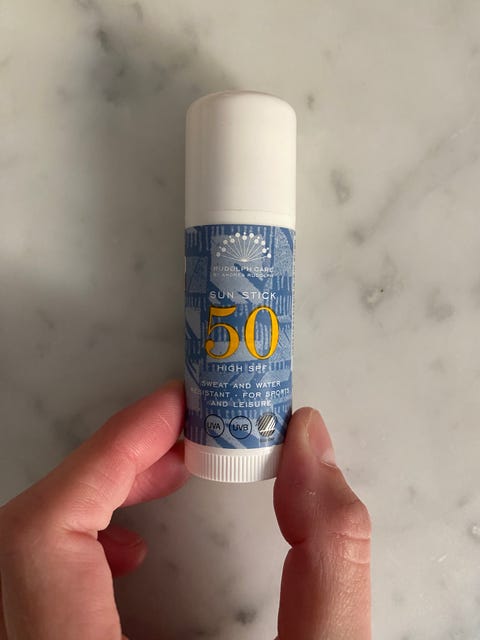 RUDOLPH CARE
BY ANDREA RUDOLPH
SUN STICK
50
HIGH SPF
SWEAT AND WATER
RESISTANT · FOR SPORTS
AND LEISURE
UVA UVB